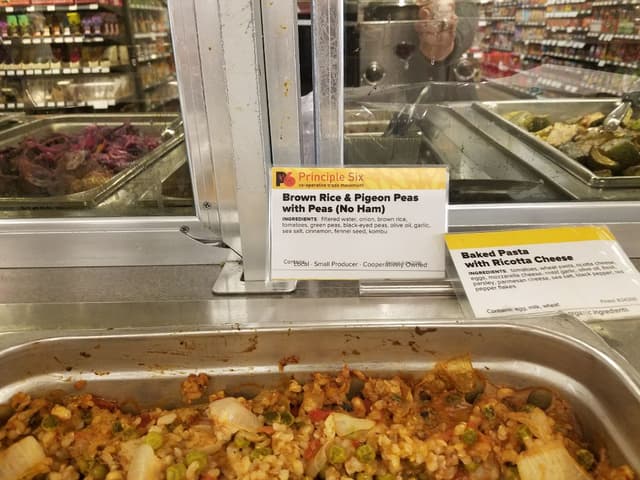 P6 Principle Six
co-operative trade movement
Brown Rice & Pigeon Peas
with Peas (No Ham)
INGREDIENTS: filtered water, onion, brown rice,
tomatoes, green peas, black-eyed peas, olive oil, garlic,
sea salt, cinnamon, fennel seed, kombu
Local · Small Producer · Cooperatively Owned
Baked Pasta
with Ricotta Cheese
INGREDIENTS: tomatoes, wheat pasta, ricotta cheese,
eggs, mozzarella cheese, roast garlic, olive oil, basil,
parsley, parmesan cheese, sea salt, black pepper, red
pepper flakes
Contains: egg, milk, wheat
organic ingredients